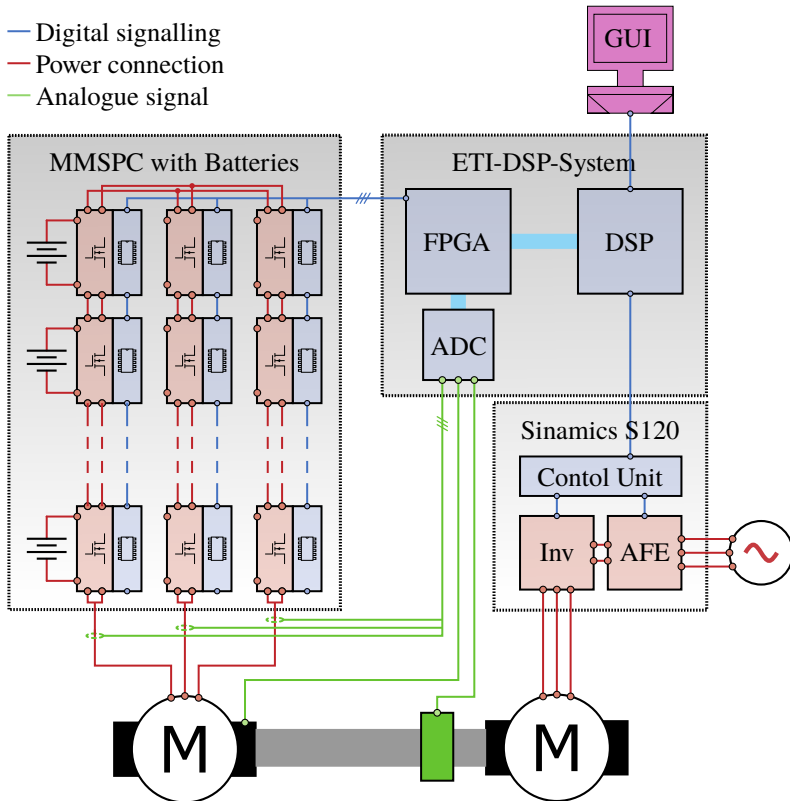 Digital signalling
Power connection
Analogue signal
GUI
MMSPC with Batteries
ETI-DSP-System
FPGA
DSP
ADC
Sinamics S120
Contol Unit
Inv
AFE
M
M